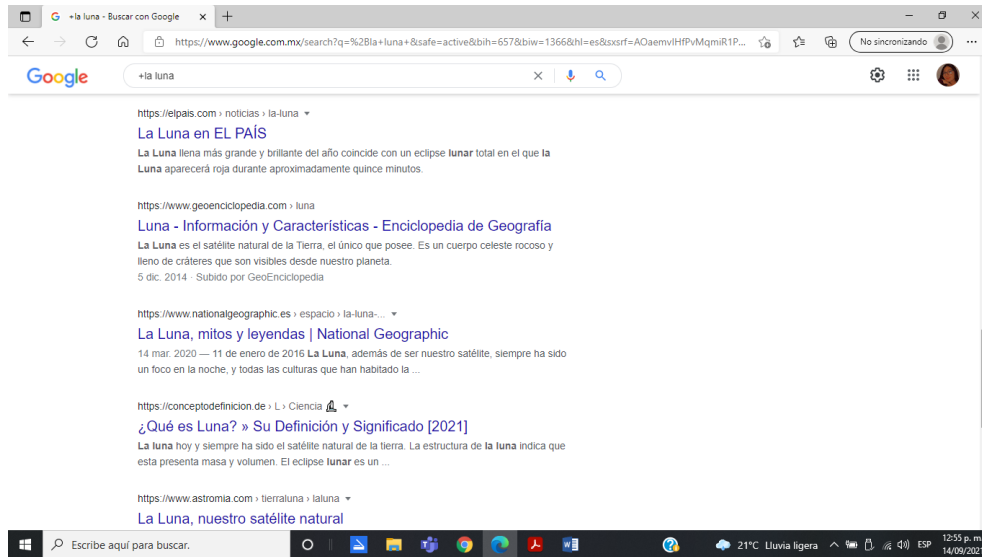 G +la luna - Buscar con Google
https://www.google.com.mx/search?q=%2Bla+luna+&safe=active&bih=657&biw=1366&hl=es&sxsrf=AOaemvIHfPvMqmiR1P...
No sincronizando
Google
+la luna
https://elpais.com › noticias › la-luna
La Luna en EL PAÍS
La Luna llena más grande y brillante del año coincide con un eclipse lunar total en el que la
Luna aparecerá roja durante aproximadamente quince minutos.
https://www.geoenciclopedia.com › luna
Luna - Información y Características - Enciclopedia de Geografía
La Luna es el satélite natural de la Tierra, el único que posee. Es un cuerpo celeste rocoso y
lleno de cráteres que son visibles desde nuestro planeta.
5 dic. 2014 · Subido por GeoEnciclopedia
https://www.nationalgeographic.es › espacio › la-luna-...
La Luna, mitos y leyendas | National Geographic
14 mar. 2020 — 11 de enero de 2016 La Luna, además de ser nuestro satélite, siempre ha sido
un foco en la noche, y todas las culturas que han habitado la ...
https://conceptodefinicion.de › L › Ciencia
¿Qué es Luna? » Su Definición y Significado [2021]
La luna hoy y siempre ha sido el satélite natural de la tierra. La estructura de la luna indica que
esta presenta masa y volumen. El eclipse lunar es un ...
https://www.astromia.com › tierraluna › laluna
La Luna, nuestro satélite natural
Escribe aquí para buscar.
21°C Lluvia ligera
ESP
12:55 p. m.
14/09/2021